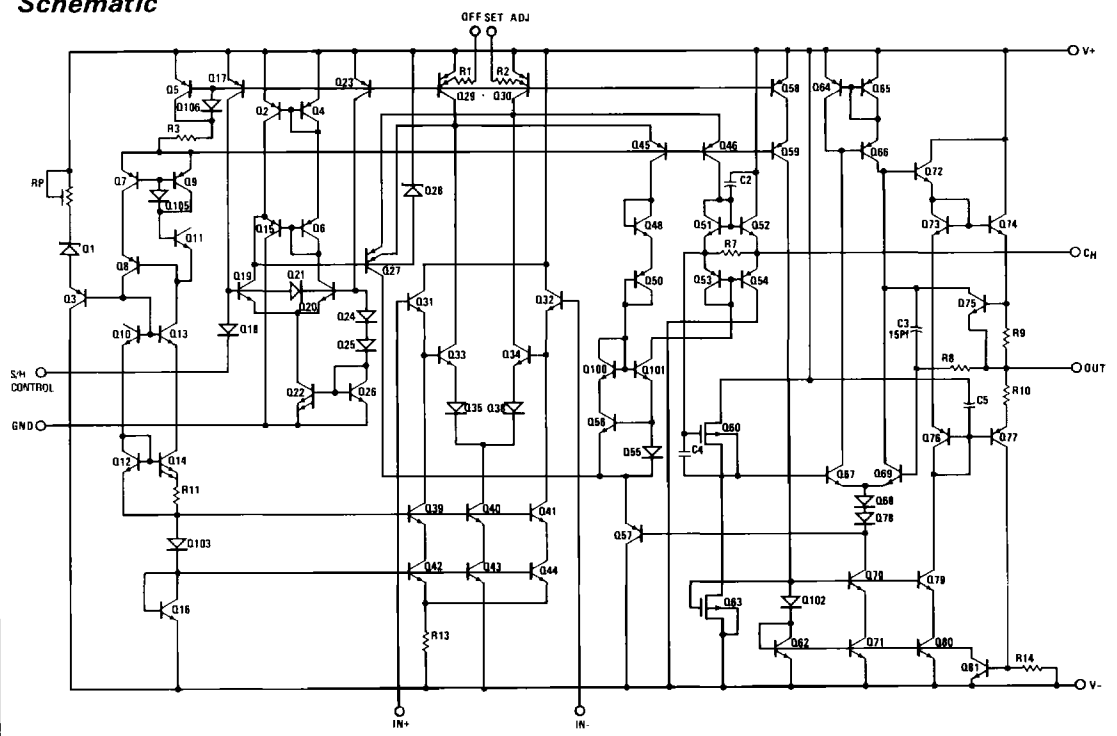 Schematic
OFF SET ADJ
V+
Q5
Q17
Q23
R1
R2
Q29
Q30
Q58
Q64
Q65
Q106
Q2
Q4
R3
Q45
Q46
Q59
Q66
Q72
RP
Q7
Q9
Q105
Q28
C2
Q11
Q15
Q6
Q48
Q51
Q52
Q73
Q74
Q1
Q8
Q27
R7
CH
Q19
Q21
Q20
Q50
Q53
Q54
Q3
Q31
Q32
Q75
Q18
Q24
C3
15Pf
R9
Q10
Q13
Q25
Q33
Q34
R8
OUT
S/H
CONTROL
Q100
Q101
Q22
Q26
R10
Q35
Q36
C5
GND
Q56
Q60
Q76
Q77
Q12
Q14
Q55
C4
Q67
Q69
R11
Q68
Q78
Q39
Q40
Q41
Q57
Q103
Q42
Q43
Q44
Q70
Q79
Q16
Q63
Q102
R13
Q62
Q71
Q80
Q81
R14
V-
IN+
IN-